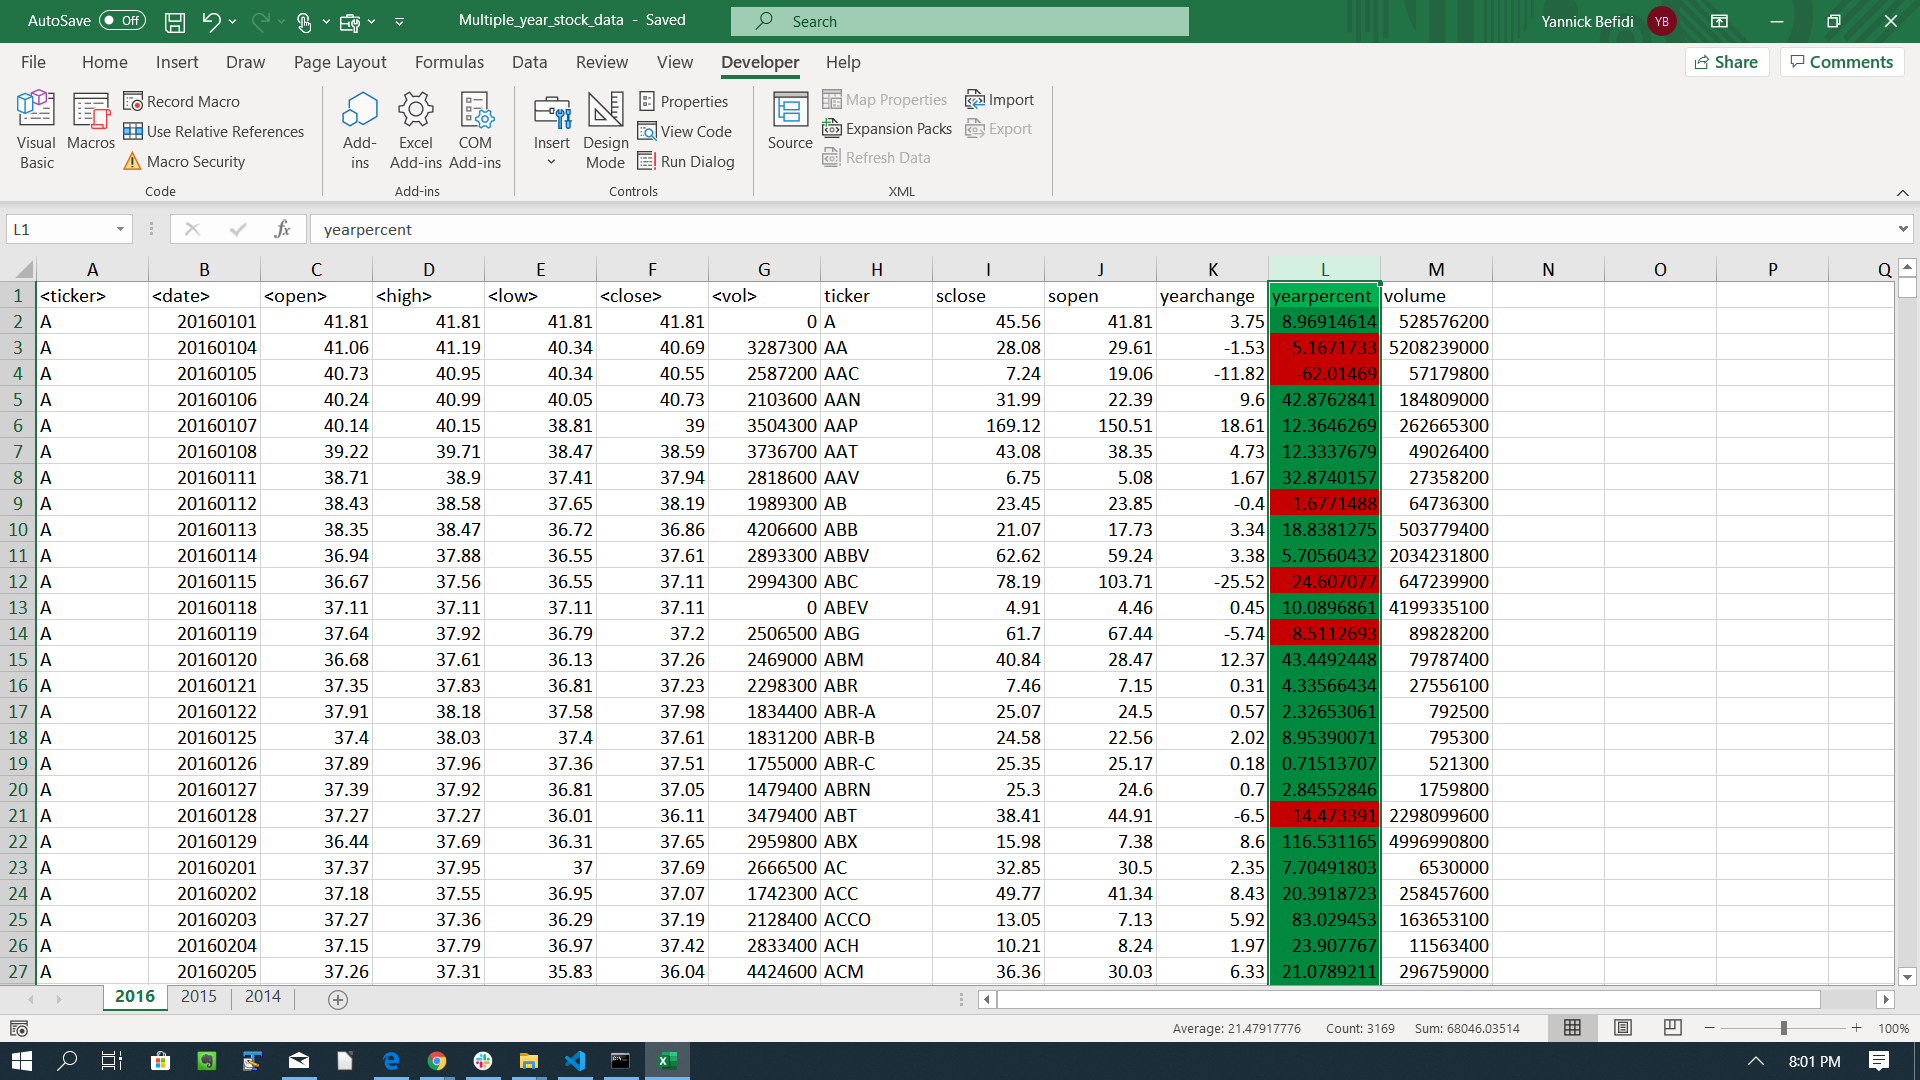 AutoSave Off Multiple_year_stock_data - Saved Search Yannick Befidi YB
File Home Insert Draw Page Layout Formulas Data Review View Developer Help Share Comments
Visual Basic
Macros
Record Macro
Use Relative References
Macro Security
Code
Add-ins
Excel Add-ins
COM Add-ins
Add-ins
Insert
Design Mode
Properties
View Code
Run Dialog
Controls
Source
Map Properties
Expansion Packs
Refresh Data
Import
Export
XML
L1 fx yearpercent
A B C D E F G H I J K L M N O P Q
1 <ticker> <date> <open> <high> <low> <close> <vol> ticker sclose sopen yearchange yearpercent volume
2 A 20160101 41.81 41.81 41.81 41.81 0 A 45.56 41.81 3.75 8.96914614 528576200
3 A 20160104 41.06 41.19 40.34 40.69 3287300 AA 28.08 29.61 -1.53 -5.1671733 5208239000
4 A 20160105 40.73 40.95 40.34 40.55 2587200 AAC 7.24 19.06 -11.82 -62.01469 57179800
5 A 20160106 40.24 40.99 40.05 40.73 2103600 AAN 31.99 22.39 9.6 42.8762841 184809000
6 A 20160107 40.14 40.15 38.81 39 3504300 AAP 169.12 150.51 18.61 12.3646269 262665300
7 A 20160108 39.22 39.71 38.47 38.59 3736700 AAT 43.08 38.35 4.73 12.3337679 49026400
8 A 20160111 38.71 38.9 37.41 37.94 2818600 AAV 6.75 5.08 1.67 32.8740157 27358200
9 A 20160112 38.43 38.58 37.65 38.19 1989300 AB 23.45 23.85 -0.4 -1.6771488 64736300
10 A 20160113 38.35 38.47 36.72 36.86 4206600 ABB 21.07 17.73 3.34 18.8381275 503779400
11 A 20160114 36.94 37.88 36.55 37.61 2893300 ABBV 62.62 59.24 3.38 5.70560432 2034231800
12 A 20160115 36.67 37.56 36.55 37.11 2994300 ABC 78.19 103.71 -25.52 -24.607077 647239900
13 A 20160118 37.11 37.11 37.11 37.11 0 ABEV 4.91 4.46 0.45 10.0896861 4199335100
14 A 20160119 37.64 37.92 36.79 37.2 2506500 ABG 61.7 67.44 -5.74 -8.5112693 89828200
15 A 20160120 36.68 37.61 36.13 37.26 2469000 ABM 40.84 28.47 12.37 43.4492448 79787400
16 A 20160121 37.35 37.83 36.81 37.23 2298300 ABR 7.46 7.15 0.31 4.33566434 27556100
17 A 20160122 37.91 38.18 37.58 37.98 1834400 ABR-A 25.07 24.5 0.57 2.32653061 792500
18 A 20160125 37.4 38.03 37.4 37.61 1831200 ABR-B 24.58 22.56 2.02 8.95390071 795300
19 A 20160126 37.89 37.96 37.36 37.51 1755000 ABR-C 25.35 25.17 0.18 0.71513707 521300
20 A 20160127 37.39 37.92 36.81 37.05 1479400 ABRN 25.3 24.6 0.7 2.84552846 1759800
21 A 20160128 37.27 37.27 36.01 36.11 3479400 ABT 38.41 44.91 -6.5 -14.473391 2298099600
22 A 20160129 36.44 37.69 36.31 37.65 2959800 ABX 15.98 7.38 8.6 116.531165 4996990800
23 A 20160201 37.37 37.95 37 37.69 2666500 AC 32.85 30.5 2.35 7.70491803 6530000
24 A 20160202 37.18 37.55 36.95 37.07 1742300 ACC 49.77 41.34 8.43 20.3918723 258457600
25 A 20160203 37.27 37.36 36.29 37.19 2128400 ACCO 13.05 7.13 5.92 83.029453 163653100
26 A 20160204 37.15 37.79 36.97 37.42 2833400 ACH 10.21 8.24 1.97 23.907767 11563400
27 A 20160205 37.26 37.31 35.83 36.04 4424600 ACM 36.36 30.03 6.33 21.0789211 296759000
2016 2015 2014
Average: 21.47917776 Count: 3169 Sum: 68046.03514 100%
8:01 PM